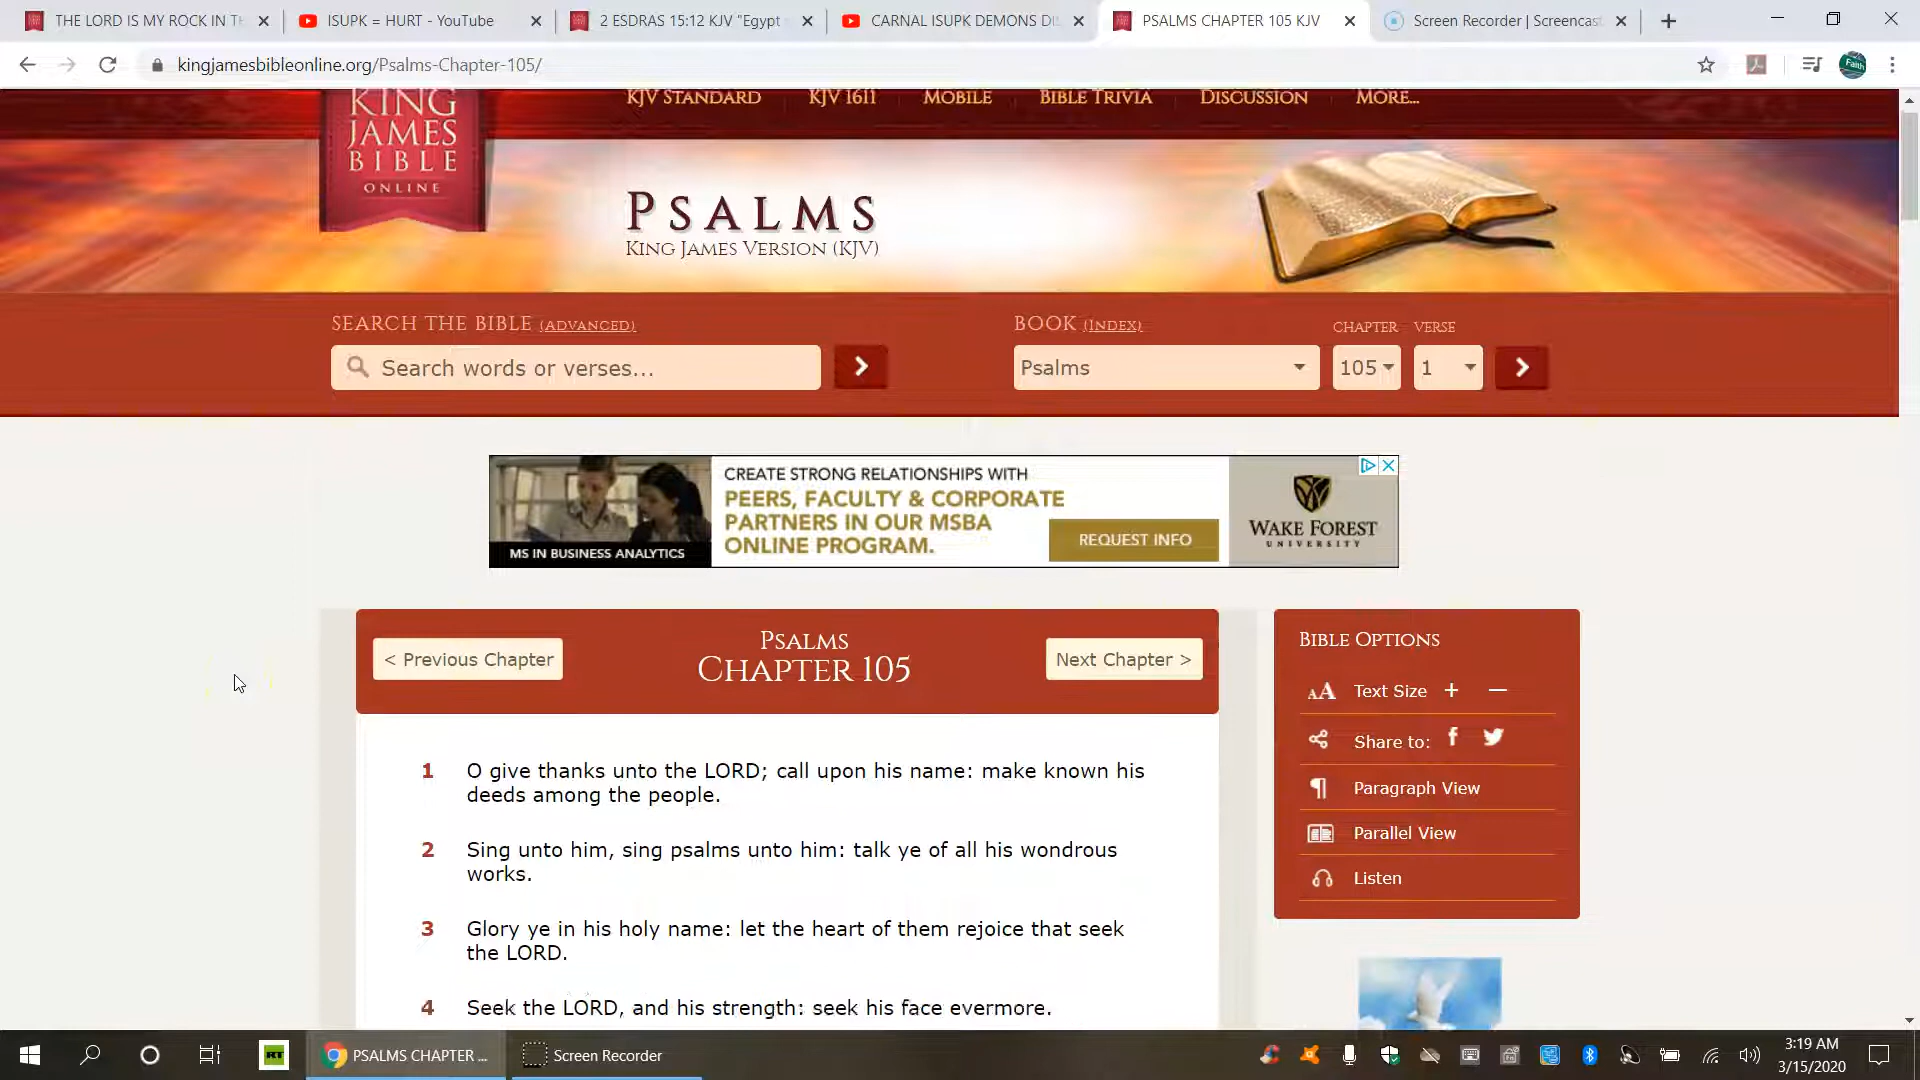 THE LORD IS MY ROCK IN TH
ISUPK = HURT - YouTube
2 ESDRAS 15:12 KJV "Egypt
CARNAL ISUPK DEMONS DI
PSALMS CHAPTER 105 KJV
Screen Recorder | Screencast
kingjamesbibleonline.org/Psalms-Chapter-105/
Faith
KING
JAMES
BIBLE
ONLINE
KJV STANDARD
KJV 1611
MOBILE
BIBLE TRIVIA
DISCUSSION
MORE...
PSALMS
KING JAMES VERSION (KJV)
SEARCH THE BIBLE (ADVANCED)
Search words or verses...
BOOK (INDEX)
CHAPTER
VERSE
Psalms
105
1
MS IN BUSINESS ANALYTICS
CREATE STRONG RELATIONSHIPS WITH
PEERS, FACULTY & CORPORATE
PARTNERS IN OUR MSBA
ONLINE PROGRAM.
REQUEST INFO
WAKE FOREST
UNIVERSITY
< Previous Chapter
PSALMS
CHAPTER 105
Next Chapter >
1 O give thanks unto the LORD; call upon his name: make known his
deeds among the people.
2 Sing unto him, sing psalms unto him: talk ye of all his wondrous
works.
3 Glory ye in his holy name: let the heart of them rejoice that seek
the LORD.
4 Seek the LORD, and his strength: seek his face evermore.
BIBLE OPTIONS
AA Text Size + −
Share to:
Paragraph View
Parallel View
Listen
RT
PSALMS CHAPTER ...
Screen Recorder
3:19 AM
3/15/2020